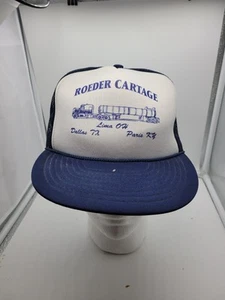 ROEDER CARTAGE
Lima OH
Dallas TX Paris KY